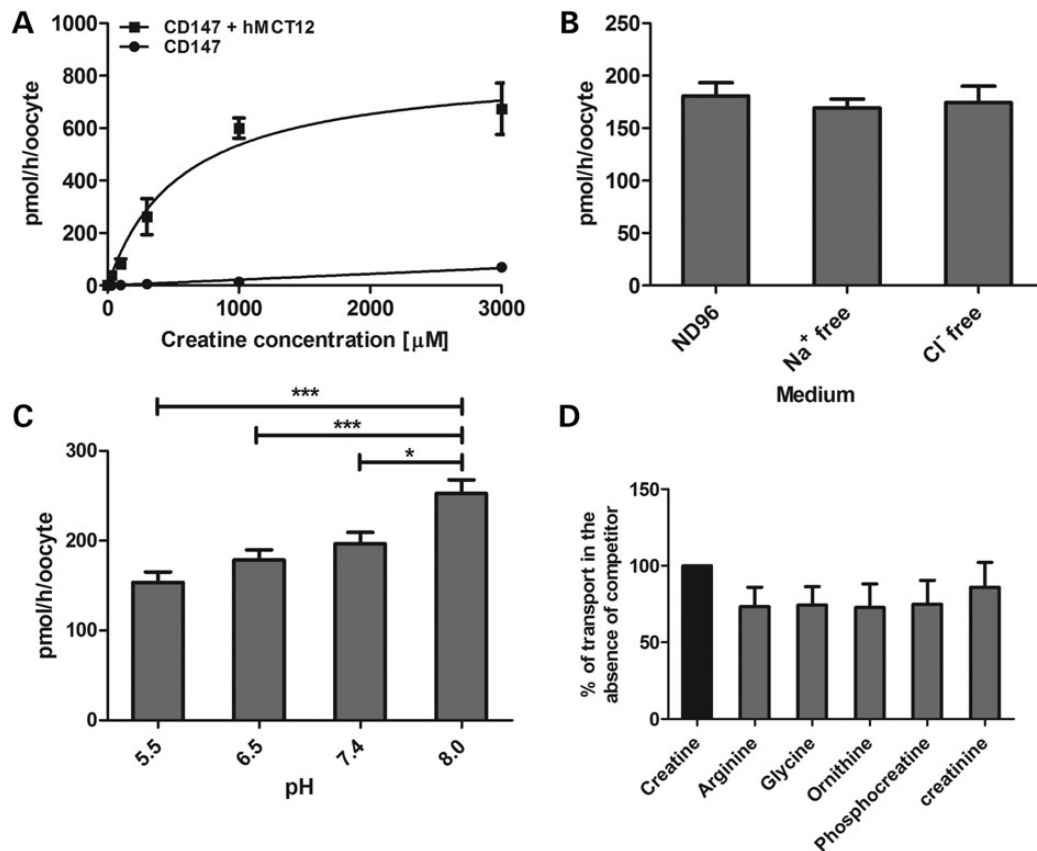 A
CD147 + hMCT12
CD147
pmol/h/oocyte
1000
800
600
400
200
0
0 1000 2000 3000
Creatine concentration [µM]
B
pmol/h/oocyte
250
200
150
100
50
0
ND96 Na+ free Cl- free
Medium
C
*** 
***
*
pmol/h/oocyte
300
200
100
0
5.5 6.5 7.4 8.0
pH
D
% of transport in the
absence of competitor
150
100
50
0
Creatine Arginine Glycine Ornithine Phosphocreatine creatinine